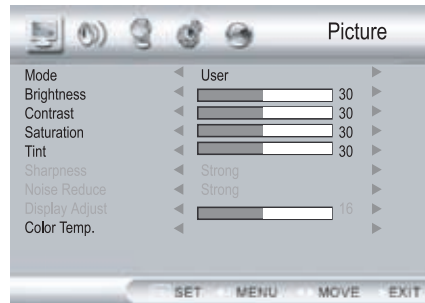 Picture
Mode User
Brightness 30
Contrast 30
Saturation 30
Tint 30
Sharpness Strong
Noise Reduce Strong
Display Adjust 16
Color Temp.
SET MENU MOVE EXIT